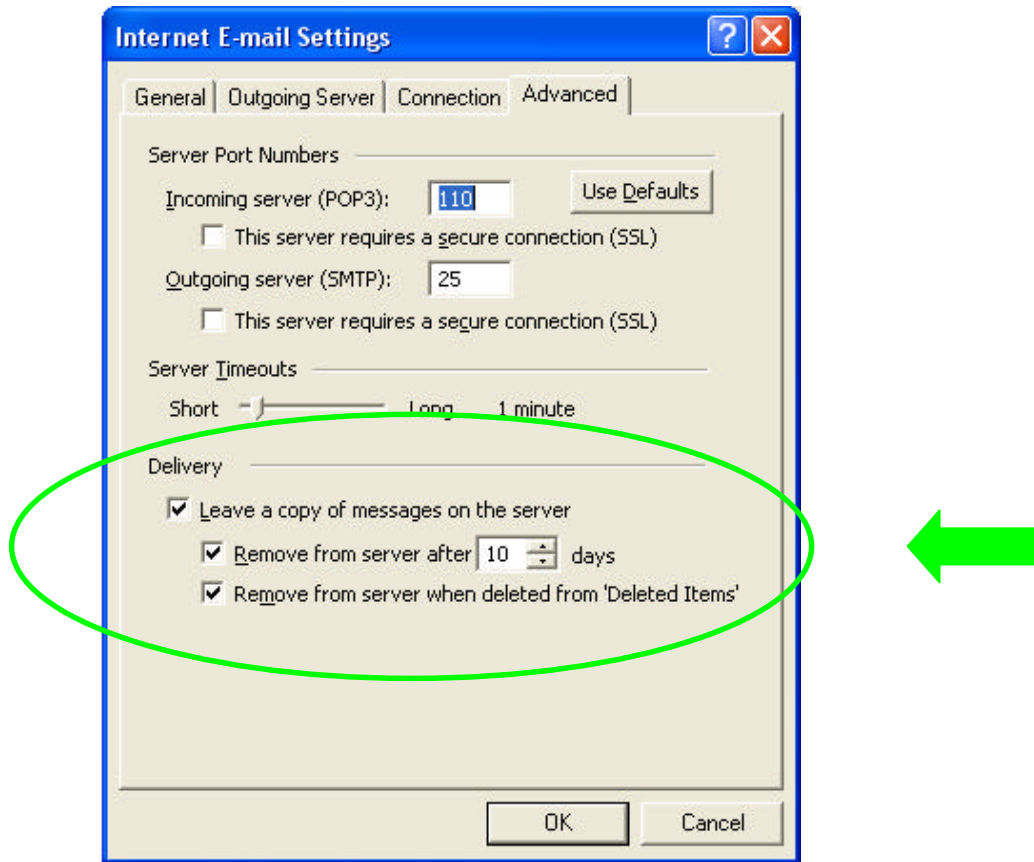 Internet E-mail Settings
General Outgoing Server Connection Advanced
Server Port Numbers
Incoming server (POP3): 110 Use Defaults
This server requires a secure connection (SSL)
Outgoing server (SMTP): 25
This server requires a secure connection (SSL)
Server Timeouts
Short Long 1 minute
Delivery
Leave a copy of messages on the server
Remove from server after 10 days
Remove from server when deleted from 'Deleted Items'
OK Cancel